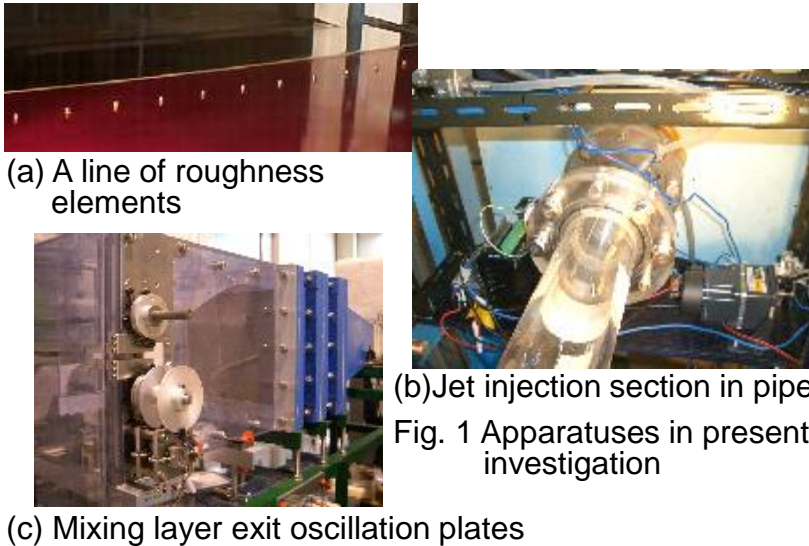 (a) A line of roughness
elements
(b)Jet injection section in pipe
Fig. 1 Apparatuses in present
investigation
(c) Mixing layer exit oscillation plates